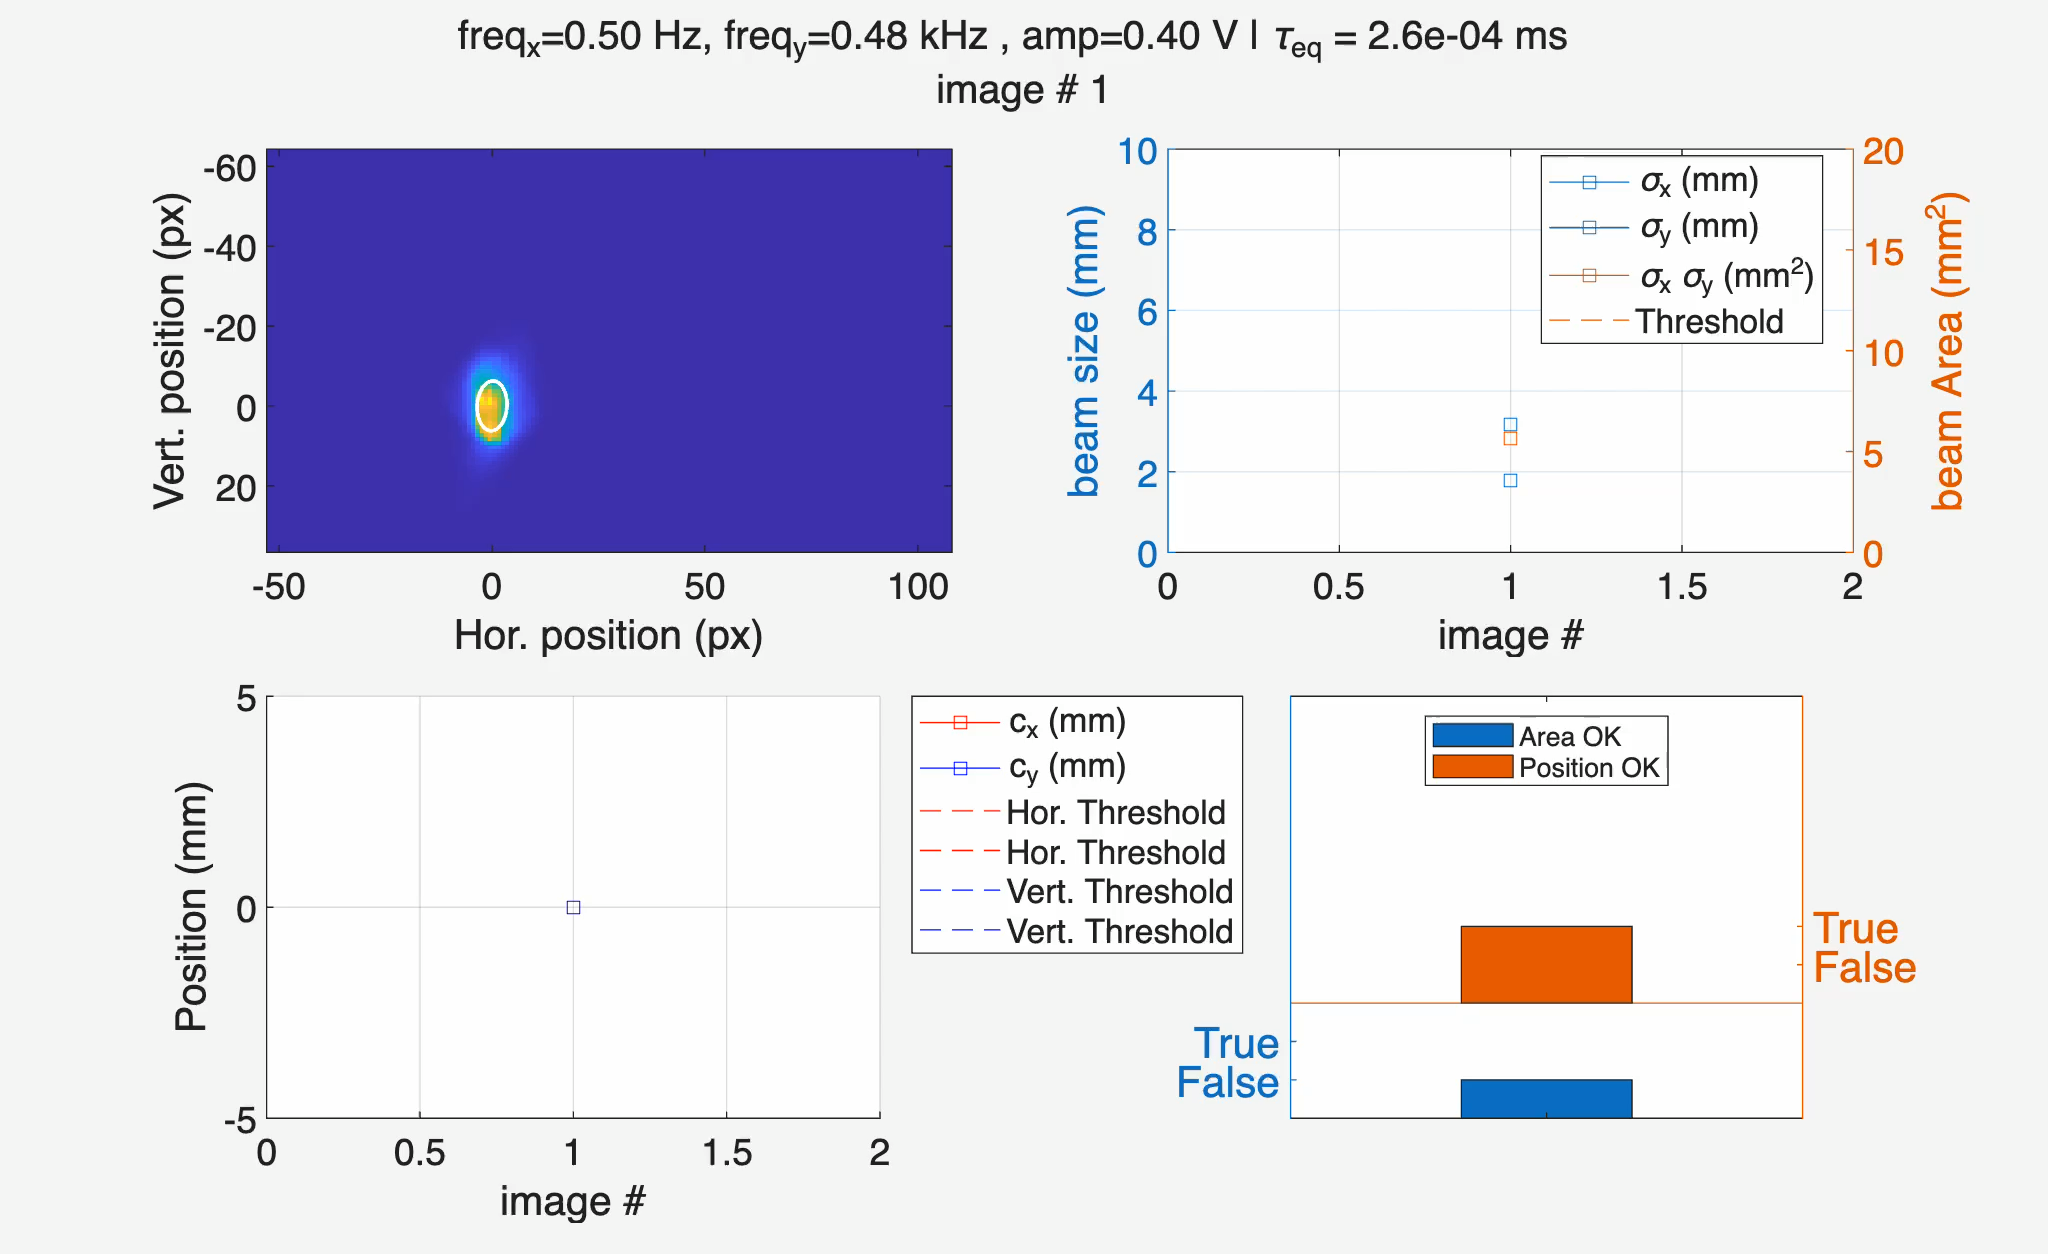 freqx=0.50 Hz, freqy=0.48 kHz , amp=0.40 V | τeq = 2.6e-04 ms
image # 1
-60
-40
-20
0
20
Vert. position (px)
-50 0 50 100
Hor. position (px)
10
8
6
4
2
0
beam size (mm)
σx (mm)
σy (mm)
σx σy (mm²)
Threshold
20
15
10
5
0
beam Area (mm²)
0 0.5 1 1.5 2
image #
5
0
-5
Position (mm)
0 0.5 1 1.5 2
image #
cx (mm)
cy (mm)
Hor. Threshold
Hor. Threshold
Vert. Threshold
Vert. Threshold
Area OK
Position OK
True
False
True
False